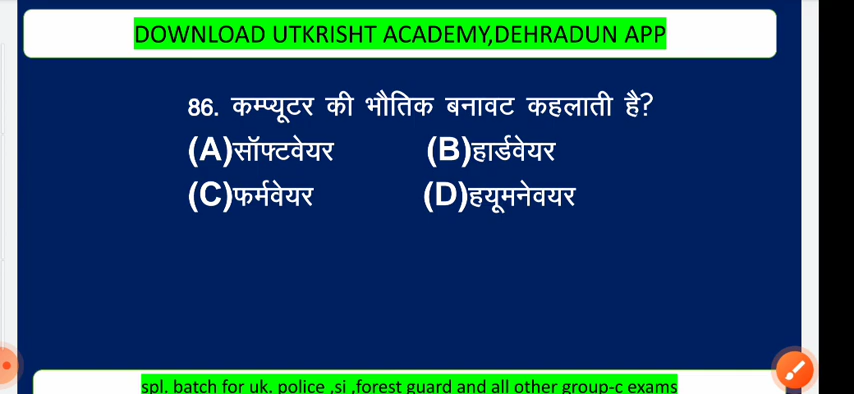 DOWNLOAD UTKRISHT ACADEMY,DEHRADUN APP
86. कम्प्यूटर की भौतिक बनावट कहलाती है?
(A)सॉफ्टवेयर (B)हार्डवेयर
(C)फर्मवेयर (D)हयूमनेवयर
spl. batch for uk. police ,si ,forest guard and all other group-c exams